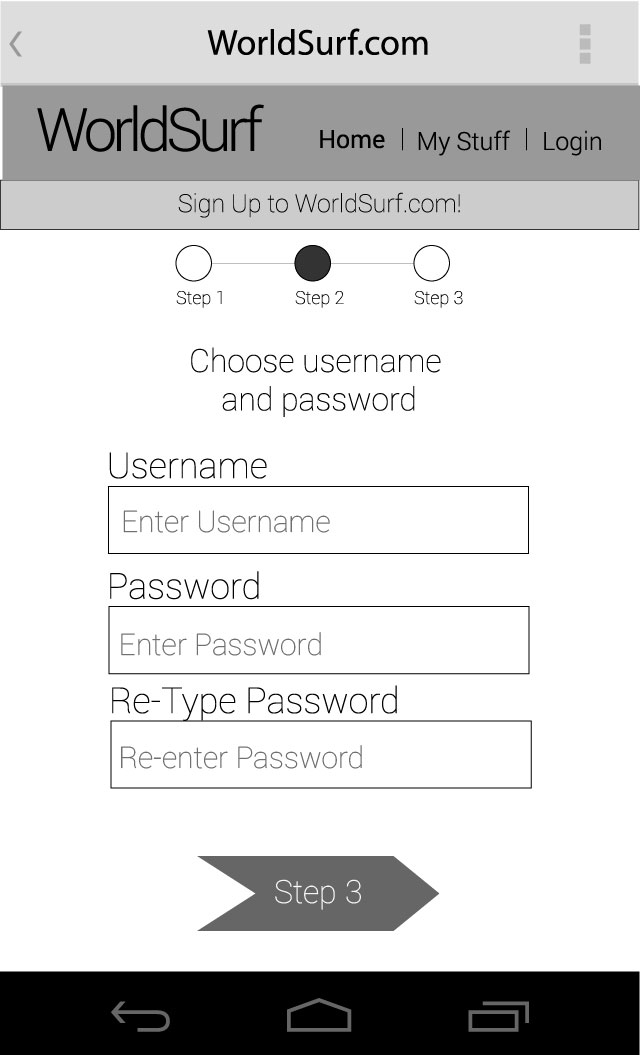 WorldSurf.com
WorldSurf
Home | My Stuff | Login
Sign Up to WorldSurf.com!
Step 1 Step 2 Step 3
Choose username
and password
Username
Enter Username
Password
Enter Password
Re-Type Password
Re-enter Password
Step 3